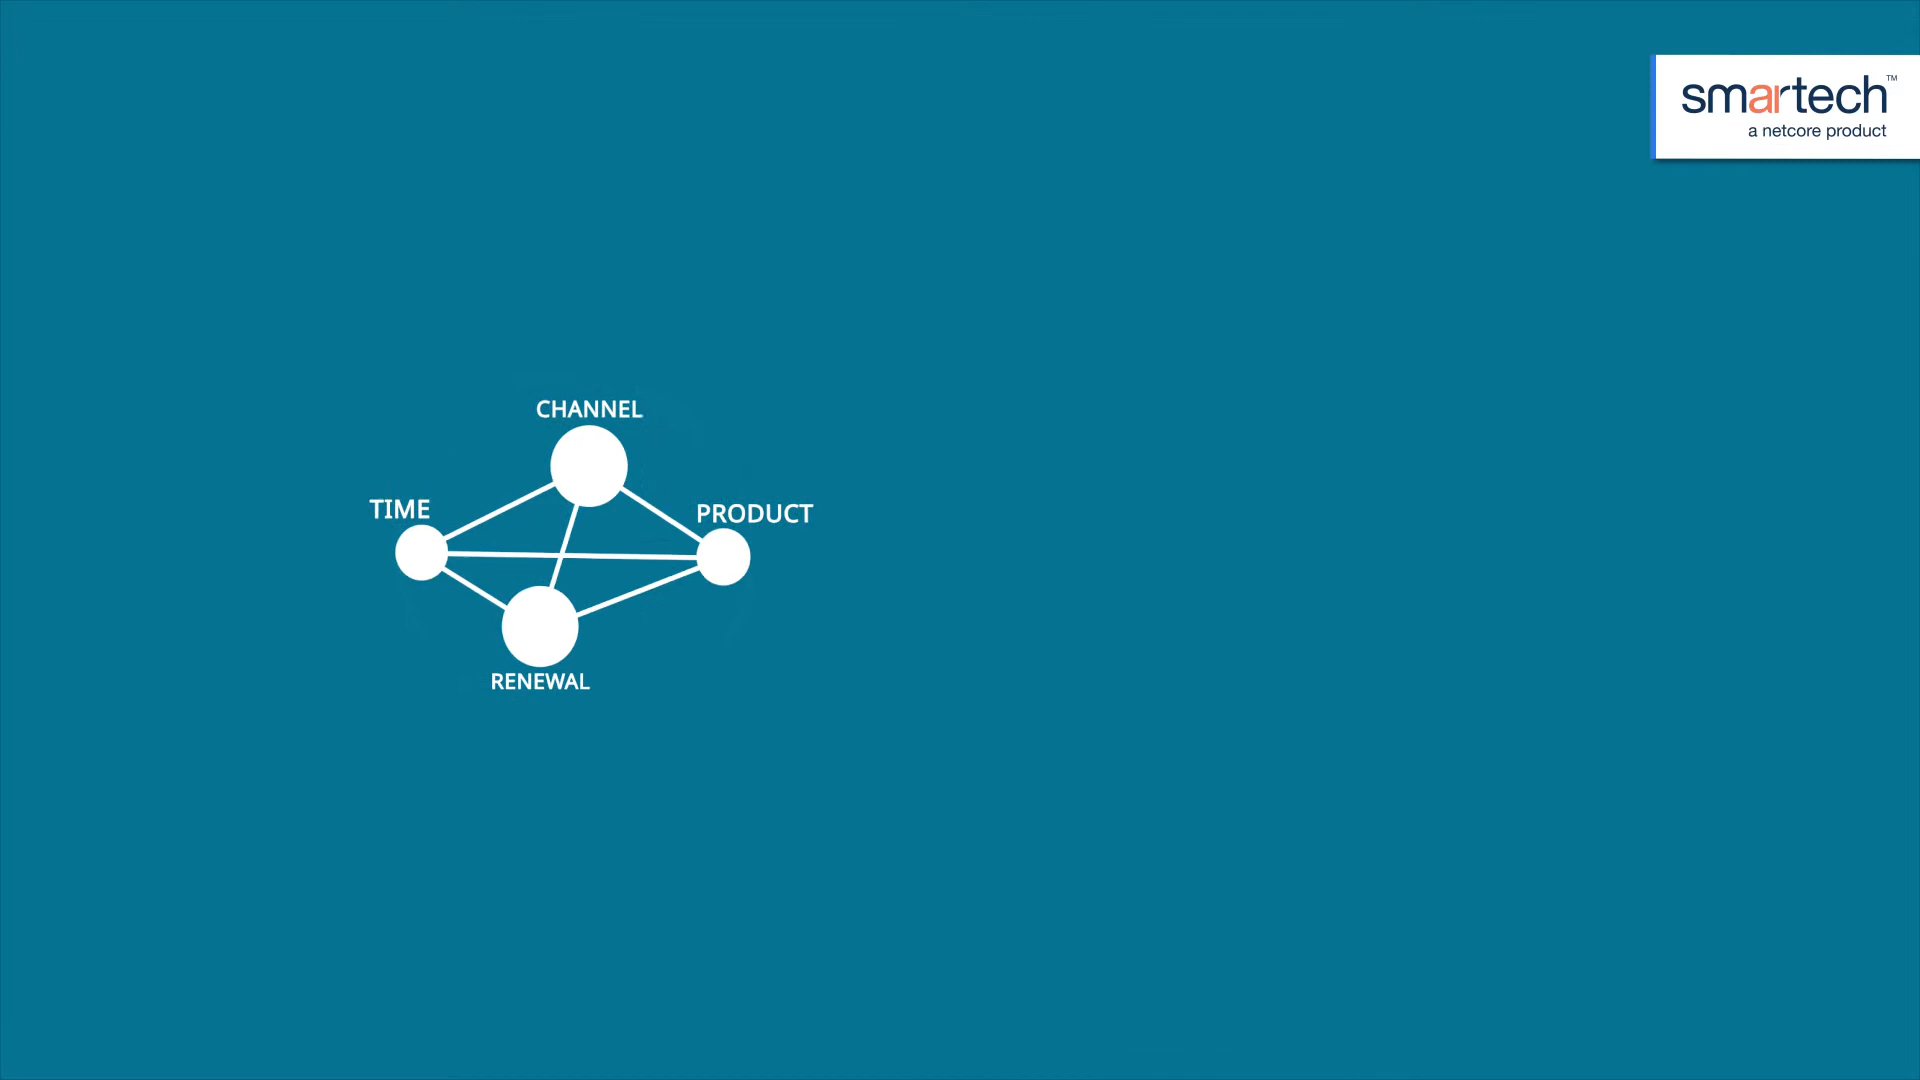 smartech™
a netcore product
CHANNEL
TIME
PRODUCT
RENEWAL